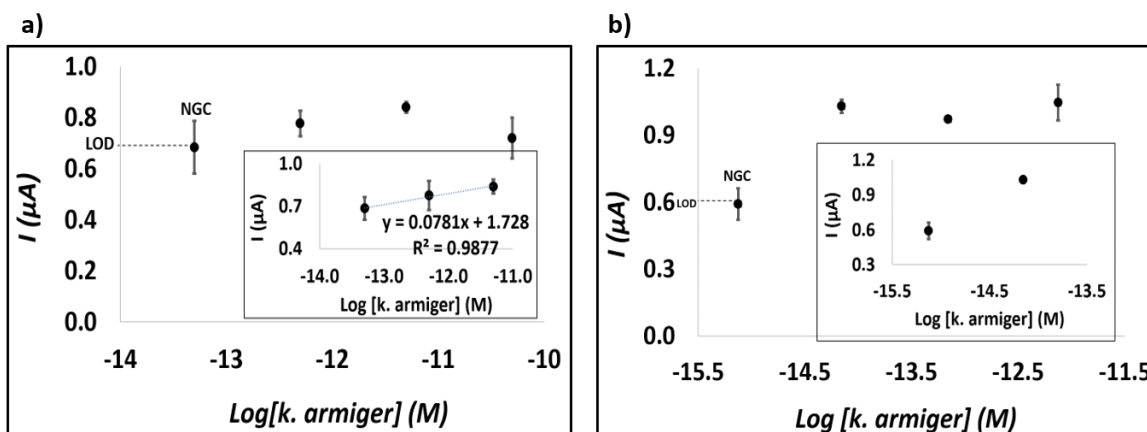 a)
1.0
0.8
0.6
0.4
0.2
0.0
I (µA)
NGC
LOD
1.0
0.7
0.4
I (µA)
y = 0.0781x + 1.728
R² = 0.9877
-14.0 -13.0 -12.0 -11.0
Log [k. armiger] (M)
-14 -13 -12 -11 -10
Log[k. armiger] (M)
b)
1.2
0.9
0.6
0.3
0.0
I (µA)
NGC
LOD
1.2
0.9
0.6
0.3
I (µA)
-15.5 -14.5 -13.5
Log [k. armiger] (M)
-15.5 -14.5 -13.5 -12.5 -11.5
Log [k. armiger] (M)